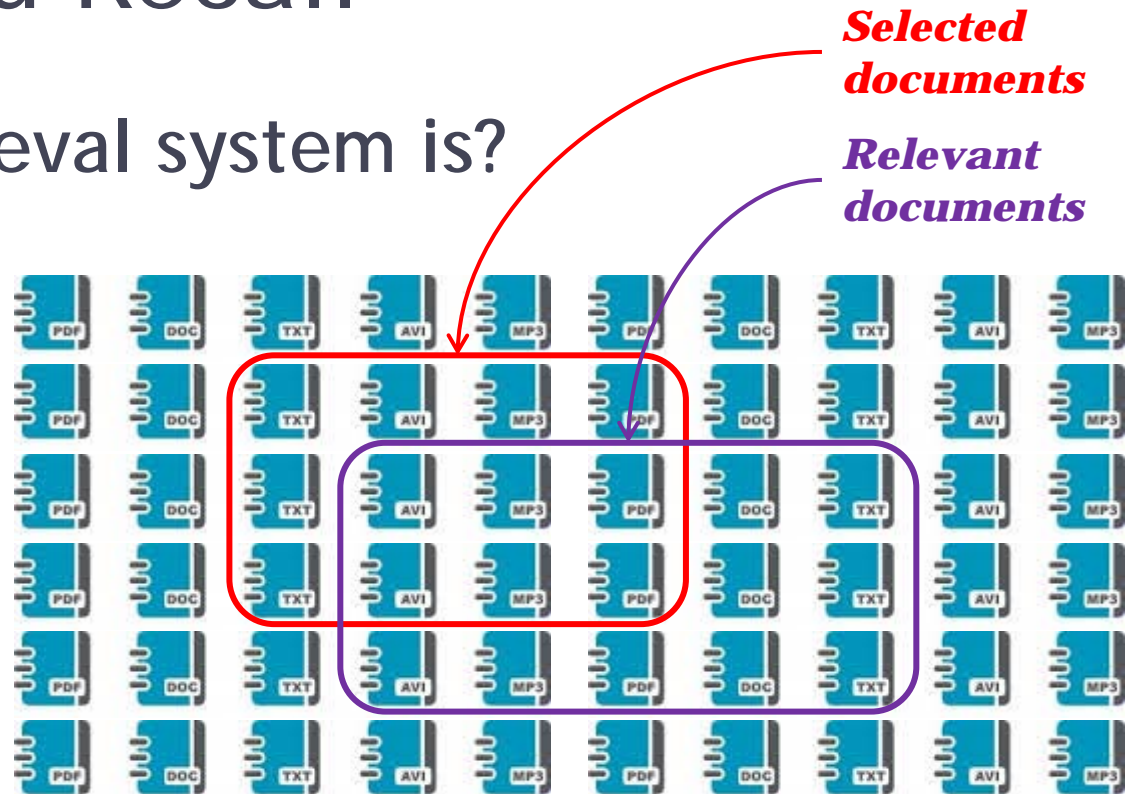 d Recall
eval system is?
Selected
documents
Relevant
documents
PDF DOC TXT AVI MP3 PDF DOC TXT AVI MP3
PDF DOC TXT AVI MP3 PDF DOC TXT AVI MP3
PDF DOC TXT AVI MP3 PDF DOC TXT AVI MP3
PDF DOC TXT AVI MP3 PDF DOC TXT AVI MP3
PDF DOC TXT AVI MP3 PDF DOC TXT AVI MP3
PDF DOC TXT AVI MP3 PDF DOC TXT AVI MP3